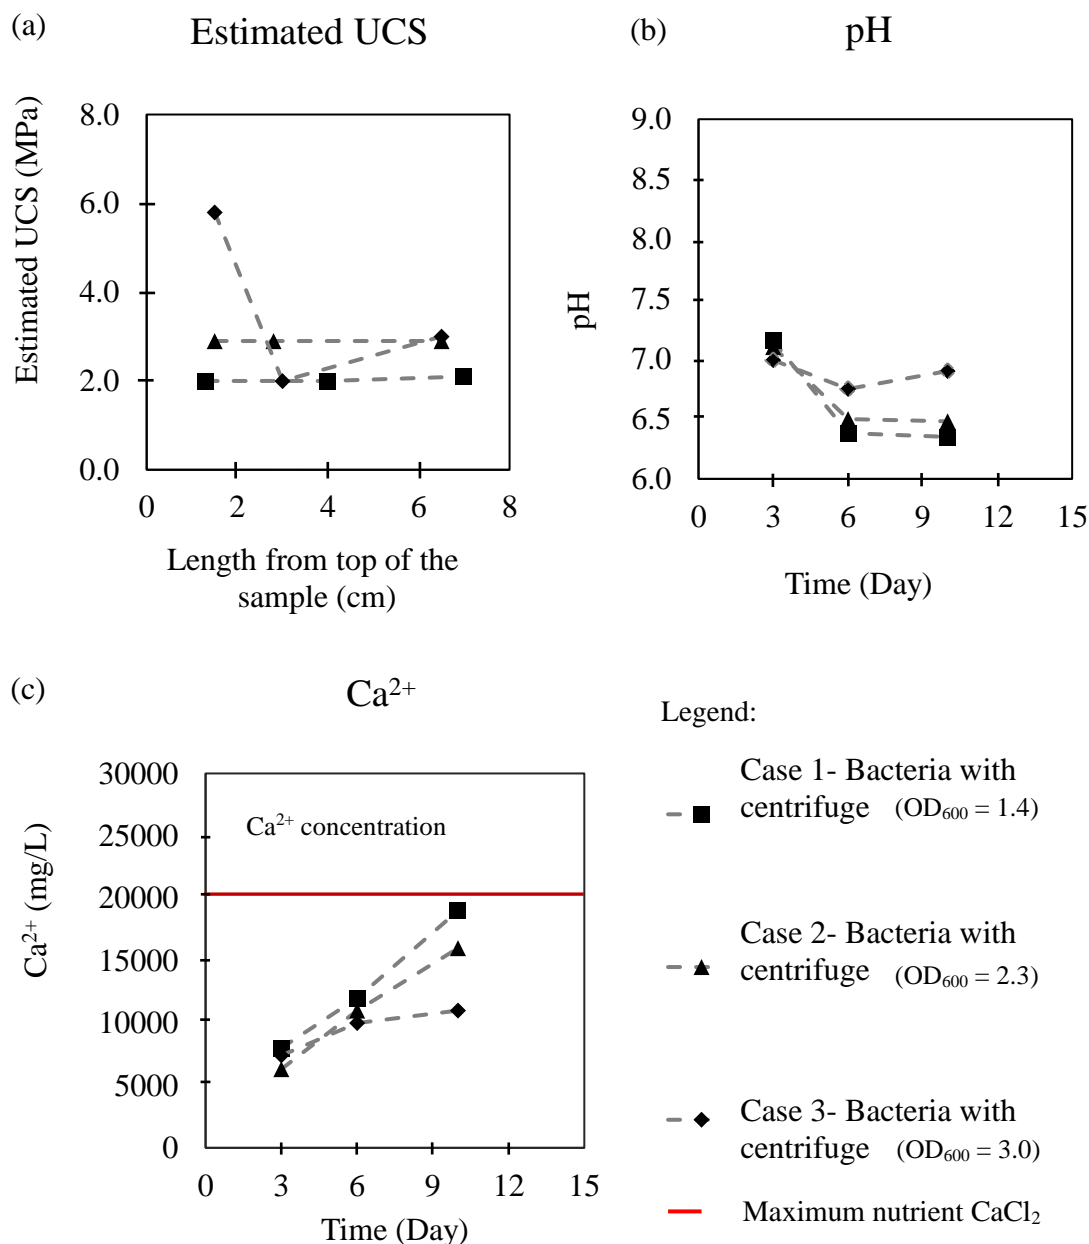 (a)
Estimated UCS
Estimated UCS (MPa)
8.0
6.0
4.0
2.0
0.0
0 2 4 6 8
Length from top of the
sample (cm)
(b)
pH
pH
9.0
8.5
8.0
7.5
7.0
6.5
6.0
0 3 6 9 12 15
Time (Day)
(c)
Ca²⁺
Ca²⁺ (mg/L)
30000
25000
20000
15000
10000
5000
0
Ca²⁺ concentration
0 3 6 9 12 15
Time (Day)
Legend:
Case 1- Bacteria with
centrifuge (OD₆₀₀ = 1.4)
Case 2- Bacteria with
centrifuge (OD₆₀₀ = 2.3)
Case 3- Bacteria with
centrifuge (OD₆₀₀ = 3.0)
Maximum nutrient CaCl₂